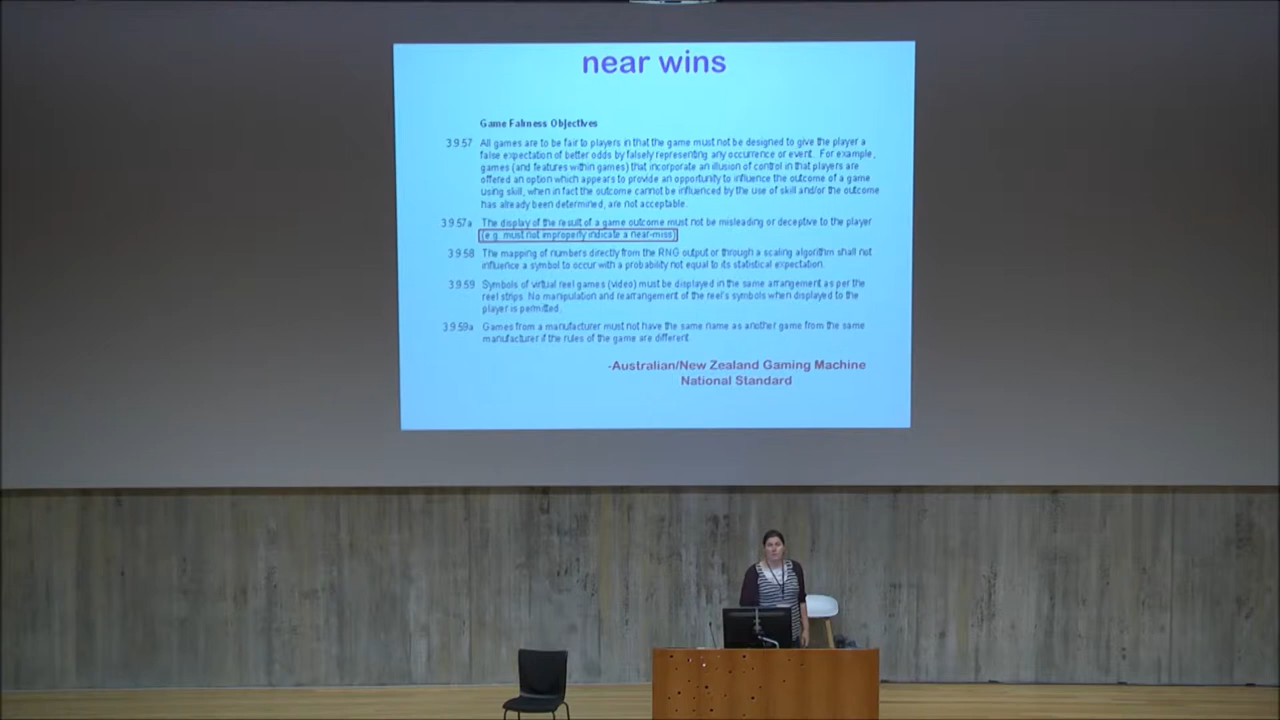 near wins
Game Fairness Objectives
3.9.57 All games are to be fair to players in that the game must not be designed to give the player a
false expectation of better odds by falsely representing any occurrence or event. For example,
games (and features within games) that incorporate an illusion of control in that players are
offered an option which appears to provide an opportunity to influence the outcome of a game
using skill, when in fact the outcome cannot be influenced by the use of skill and/or the outcome
has already been determined, are not acceptable.
3.9.57a The display of the result of a game outcome must not be misleading or deceptive to the player
(e.g. must not improperly indicate a near-miss)
3.9.58 The mapping of numbers directly from the RNG output or through a scaling algorithm shall not
influence a symbol to occur with a probability not equal to its statistical expectation.
3.9.59 Symbols of virtual reel games (video) must be displayed in the same arrangement as per the
reel strips. No manipulation and rearrangement of the reel's symbols when displayed to the
player is permitted.
3.9.59a Games from a manufacturer must not have the same name as another game from the same
manufacturer if the rules of the game are different.
-Australian/New Zealand Gaming Machine
National Standard